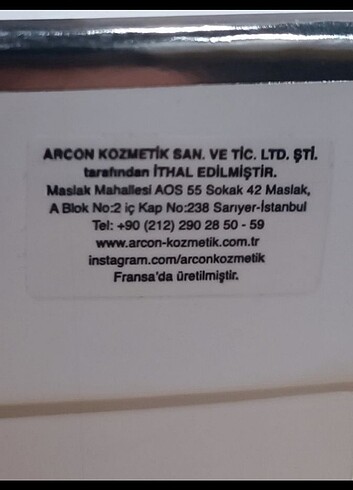 ARCON KOZMETİK SAN. VE TİC. LTD. ŞTİ.
tarafından İTHAL EDİLMİŞTİR.
Maslak Mahallesi AOS 55 Sokak 42 Maslak,
A Blok No:2 iç Kap No:238 Sarıyer-İstanbul
Tel: +90 (212) 290 28 50 - 59
www.arcon-kozmetik.com.tr
instagram.com/arconkozmetik
Fransa'da üretilmiştir.